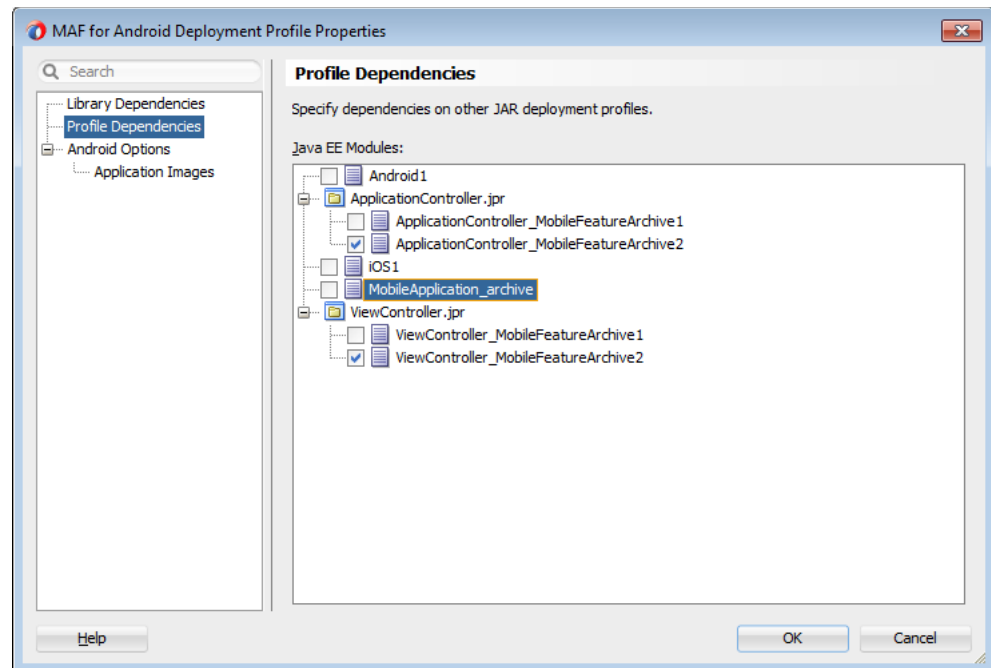 MAF for Android Deployment Profile Properties
Search
Library Dependencies
Profile Dependencies
Android Options
Application Images
Profile Dependencies
Specify dependencies on other JAR deployment profiles.
Java EE Modules:
Android1
ApplicationController.jpr
ApplicationController_MobileFeatureArchive1
ApplicationController_MobileFeatureArchive2
iOS1
MobileApplication_archive
ViewController.jpr
ViewController_MobileFeatureArchive1
ViewController_MobileFeatureArchive2
Help
OK
Cancel